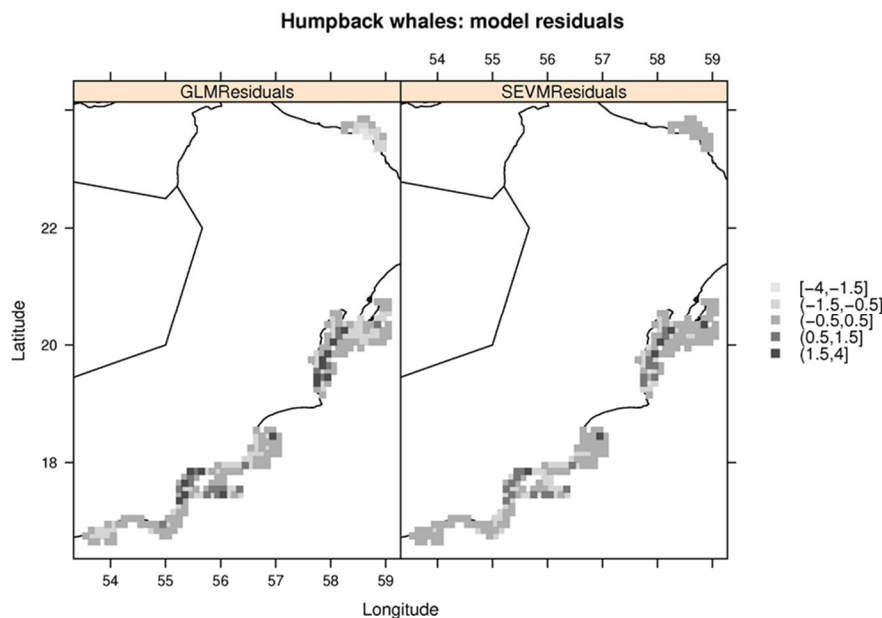 Humpback whales: model residuals
54 55 56 57 58 59
GLMResiduals SEVMResiduals
22
20
18
Latitude
[−4,−1.5]
(−1.5,−0.5]
(−0.5,0.5]
(0.5,1.5]
(1.5,4]
54 55 56 57 58 59
Longitude